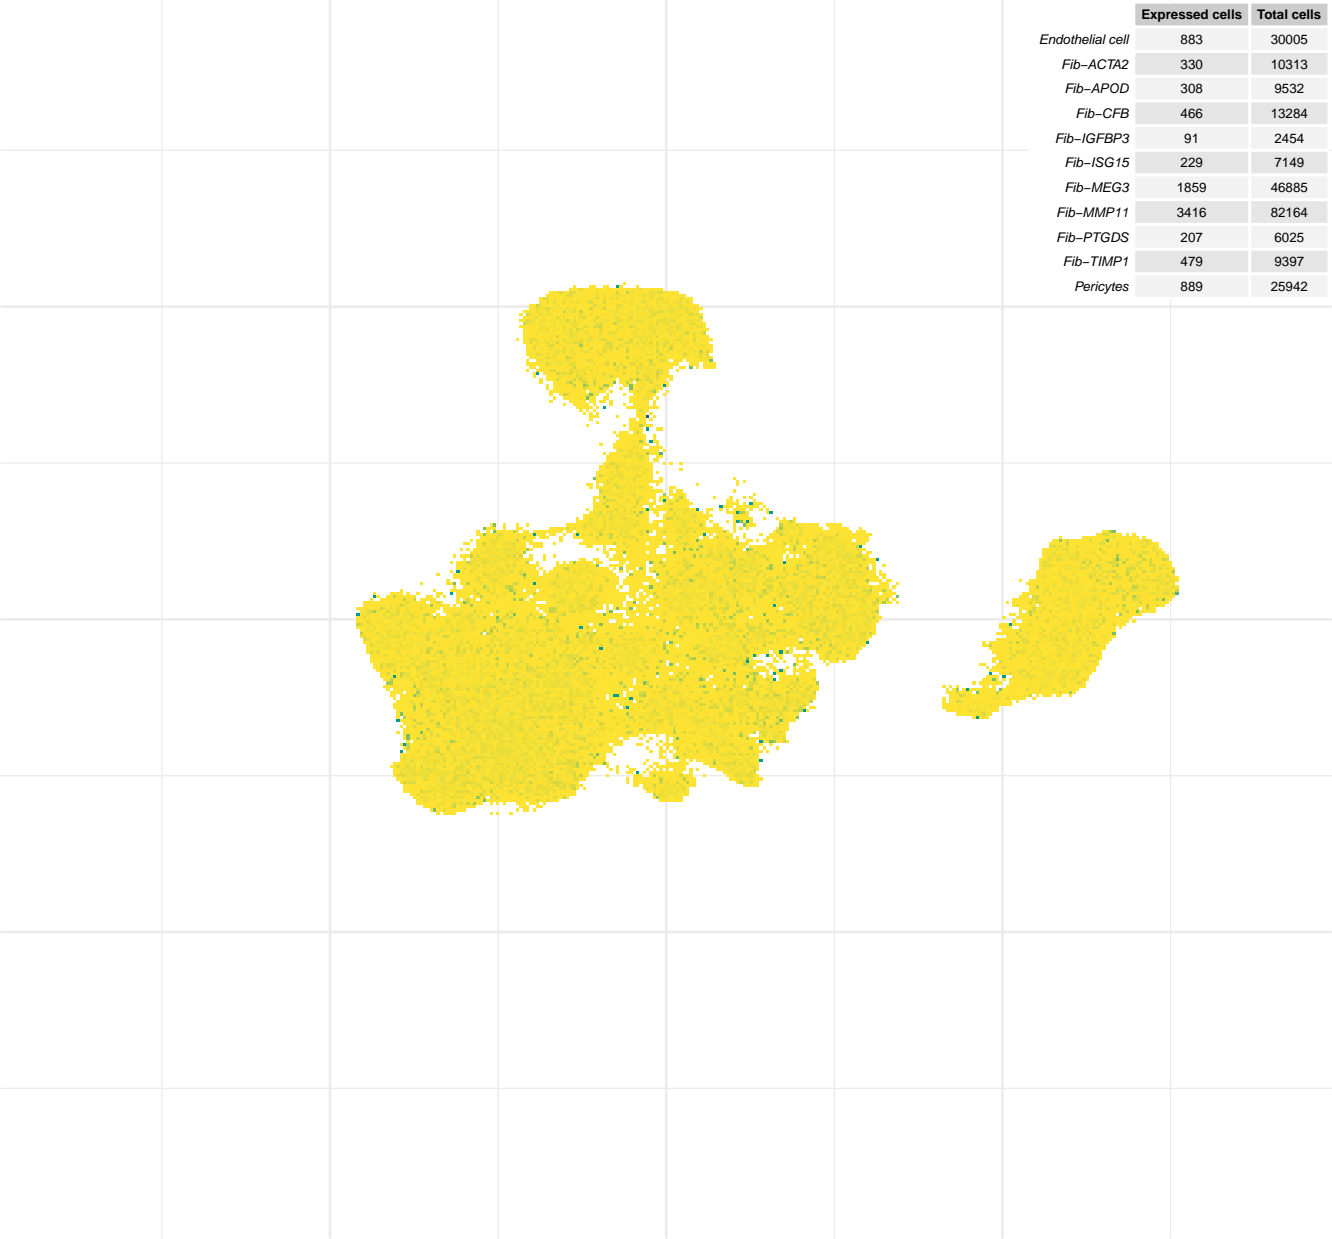 Expressed cells Total cells
Endothelial cell 883 30005
Fib−ACTA2 330 10313
Fib−APOD 308 9532
Fib−CFB 466 13284
Fib−IGFBP3 91 2454
Fib−ISG15 229 7149
Fib−MEG3 1859 46885
Fib−MMP11 3416 82164
Fib−PTGDS 207 6025
Fib−TIMP1 479 9397
Pericytes 889 25942